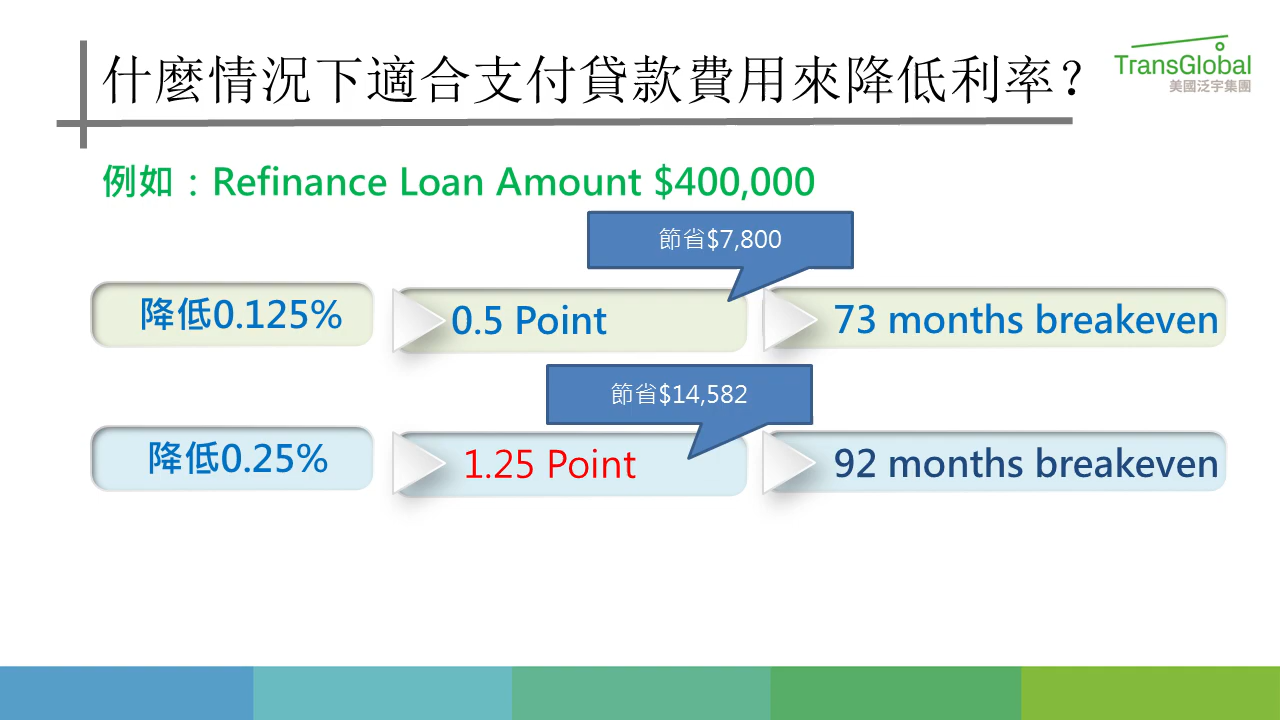 什麼情況下適合支付貸款費用來降低利率?
TransGlobal
美國泛宇集團
例如：Refinance Loan Amount $400,000
節省$7,800
降低0.125%
0.5 Point
73 months breakeven
節省$14,582
降低0.25%
1.25 Point
92 months breakeven